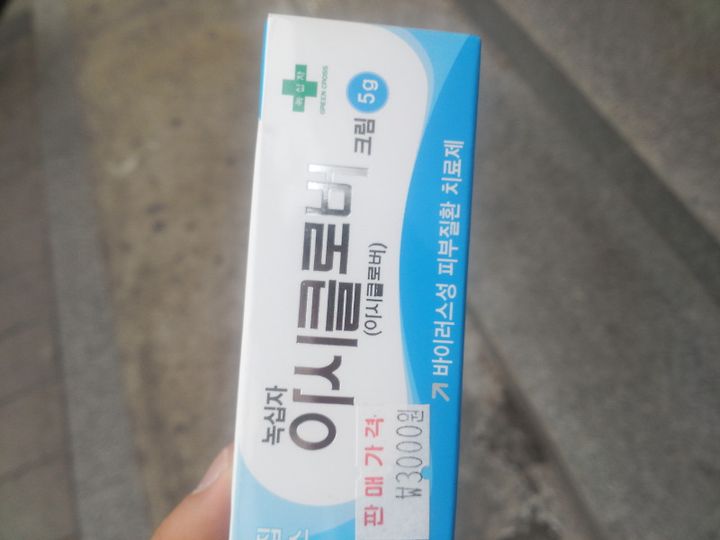 녹십자
GREEN CROSS
녹십자
이시클로버 크림 5g
(이시클로버)
↗ 바이러스성 피부질환 치료제
판매가격
₩3000원